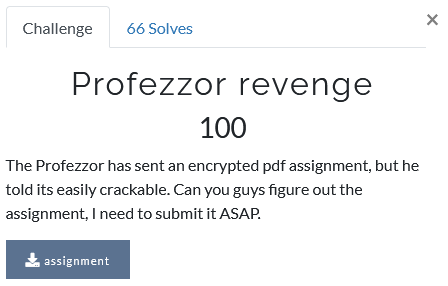 Challenge
66 Solves
×
Profezzor revenge
100
The Profezzor has sent an encrypted pdf assignment, but he
told its easily crackable. Can you guys figure out the
assignment, I need to submit it ASAP.
assignment